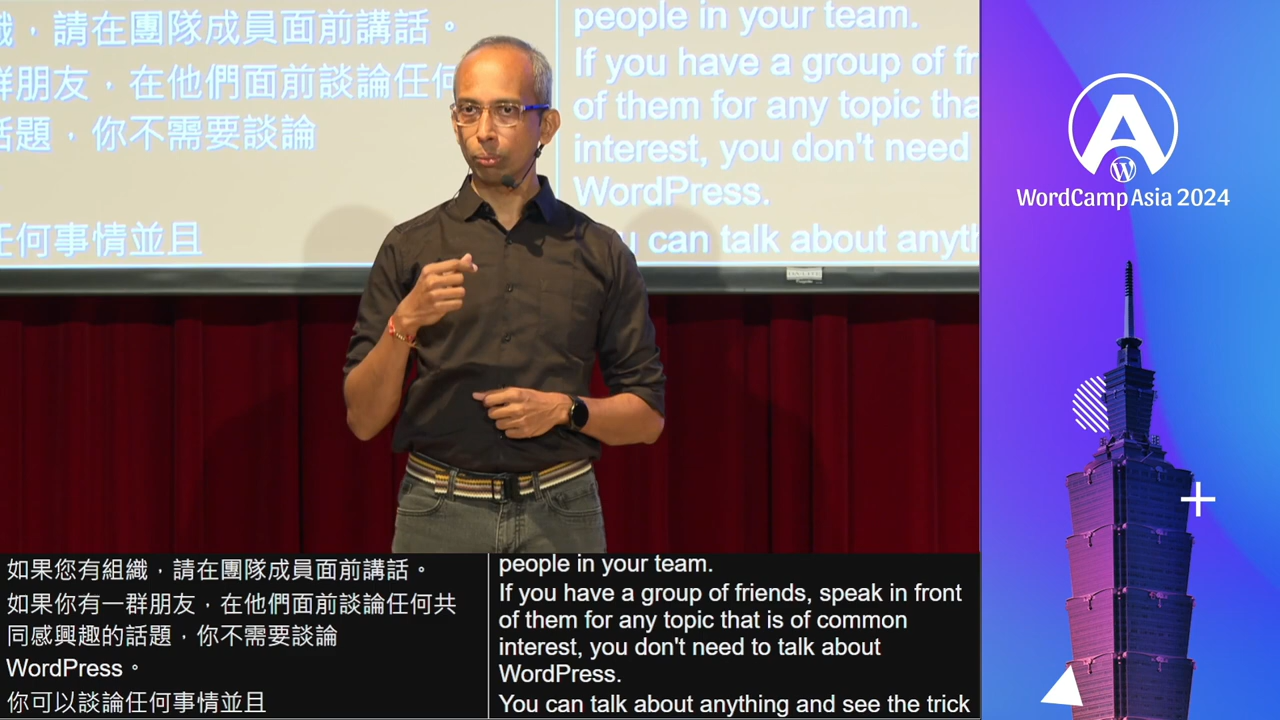 織，請在團隊成員面前講話。
群朋友，在他們面前談論任何
話題，你不需要談論
任何事情並且
people in your team.
If you have a group of fr
of them for any topic tha
interest, you don't need
WordPress.
u can talk about anyth
WordCamp Asia 2024
如果您有組織，請在團隊成員面前講話。
如果你有一群朋友，在他們面前談論任何共
同感興趣的話題，你不需要談論
WordPress。
你可以談論任何事情並且
people in your team.
If you have a group of friends, speak in front
of them for any topic that is of common
interest, you don't need to talk about
WordPress.
You can talk about anything and see the trick